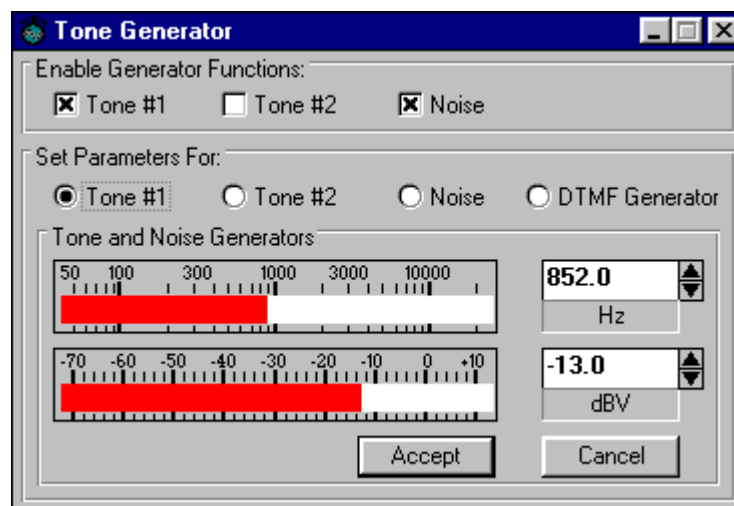 Tone Generator
Enable Generator Functions:
Tone #1 Tone #2 Noise
Set Parameters For:
Tone #1 Tone #2 Noise DTMF Generator
Tone and Noise Generators
50 100 300 1000 3000 10000
852.0
Hz
-70 -60 -50 -40 -30 -20 -10 0 +10
-13.0
dBV
Accept Cancel